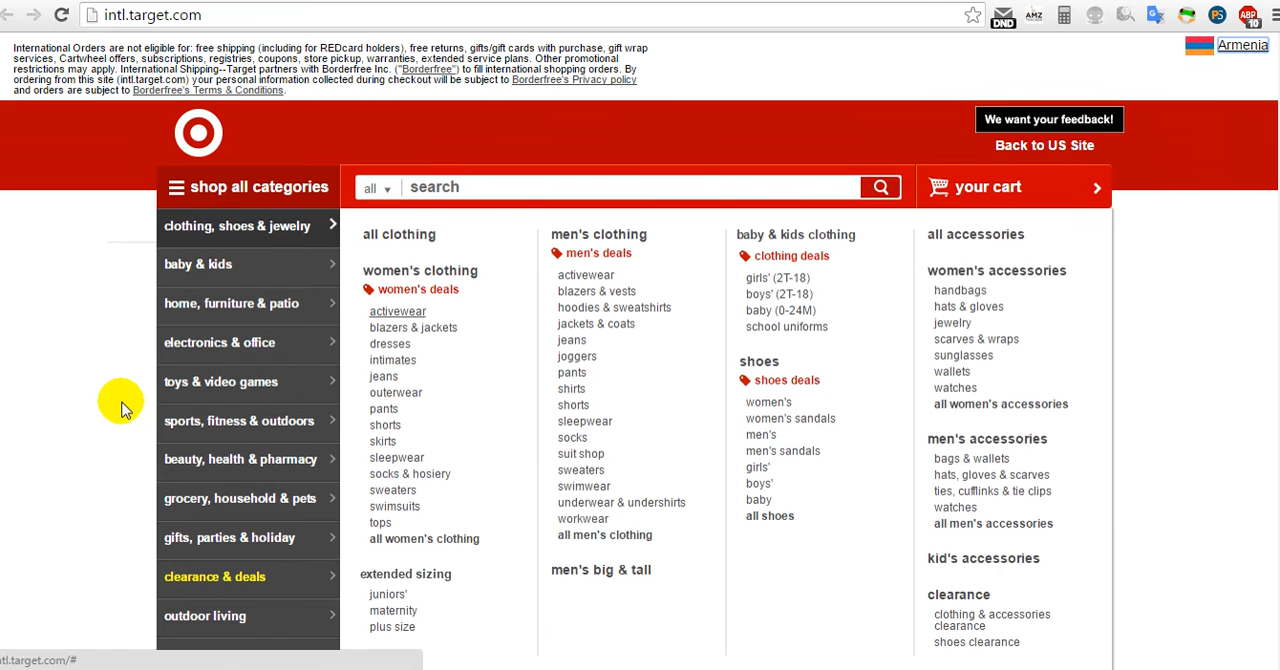 intl.target.com
DND
AMZ
PS
ABP
10
International Orders are not eligible for: free shipping (including for REDcard holders), free returns, gifts/gift cards with purchase, gift wrap
services, Cartwheel offers, subscriptions, registries, coupons, store pickup, warranties, extended service plans. Other promotional
restrictions may apply. International Shipping--Target partners with Borderfree Inc. ("Borderfree") to fill international shopping orders. By
ordering from this site (intl.target.com) your personal information collected during checkout will be subject to Borderfree's Privacy policy
and orders are subject to Borderfree's Terms & Conditions.
Armenia
We want your feedback!
Back to US Site
shop all categories
all
search
your cart
clothing, shoes & jewelry
baby & kids
home, furniture & patio
electronics & office
toys & video games
sports, fitness & outdoors
beauty, health & pharmacy
grocery, household & pets
gifts, parties & holiday
clearance & deals
outdoor living
all clothing
women's clothing
women's deals
activewear
blazers & jackets
dresses
intimates
jeans
outerwear
pants
shorts
skirts
sleepwear
socks & hosiery
sweaters
swimsuits
tops
all women's clothing
extended sizing
juniors'
maternity
plus size
men's clothing
men's deals
activewear
blazers & vests
hoodies & sweatshirts
jackets & coats
jeans
joggers
pants
shirts
shorts
sleepwear
socks
suit shop
sweaters
swimwear
underwear & undershirts
workwear
all men's clothing
men's big & tall
baby & kids clothing
clothing deals
girls' (2T-18)
boys' (2T-18)
baby (0-24M)
school uniforms
shoes
shoes deals
women's
women's sandals
men's
men's sandals
girls'
boys'
baby
all shoes
all accessories
women's accessories
handbags
hats & gloves
jewelry
scarves & wraps
sunglasses
wallets
watches
all women's accessories
men's accessories
bags & wallets
hats, gloves & scarves
ties, cufflinks & tie clips
watches
all men's accessories
kid's accessories
clearance
clothing & accessories
clearance
shoes clearance
ntl.target.com/#